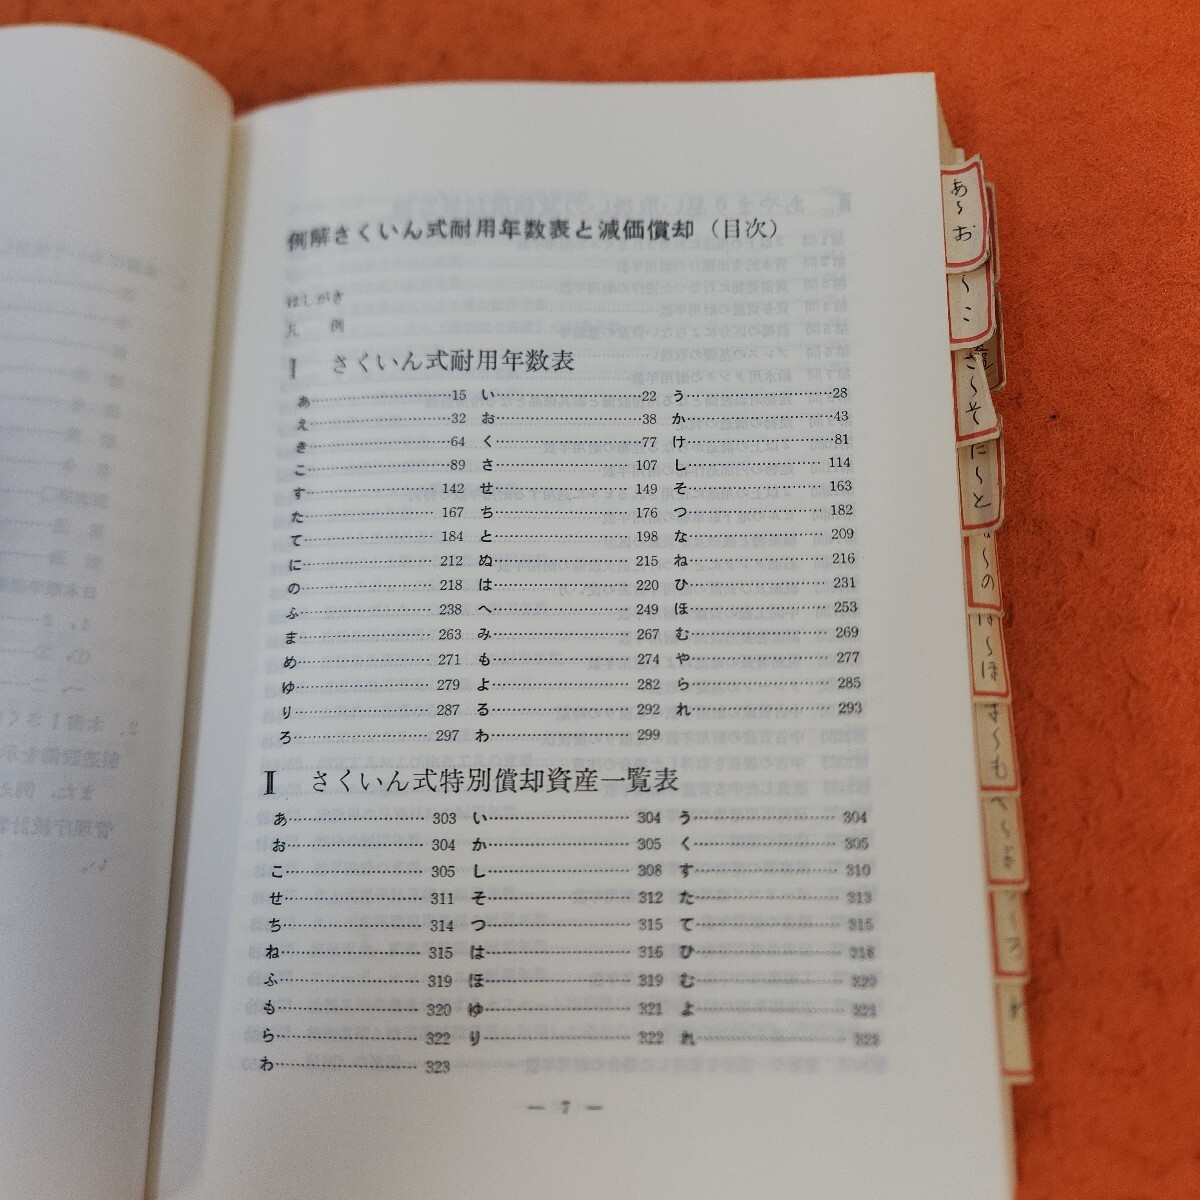 例解さくいん式耐用年数表と減価償却（目次）
はしがき
凡　例
Ⅰ　さくいん式耐用年数表
あ……15　い……22　う……28
え……32　お……38　か……43
き……64　く……77　け……81
こ……89　さ……107　し……114
す……142　せ……149　そ……163
た……167　ち……176　つ……182
て……184　と……198　な……209
に……212　ぬ……215　ね……216
の……218　は……220　ひ……231
ふ……238　へ……249　ほ……253
ま……263　み……267　む……269
め……271　も……274　や……277
ゆ……279　よ……282　ら……285
り……287　る……292　れ……293
ろ……297　わ……299
Ⅱ　さくいん式特別償却資産一覧表
あ……303　い……304　う……304
お……304　か……305　く……305
こ……305　し……308　す……310
せ……311　そ……312　た……313
ち……314　つ……315　て……315
ね……315　は……316　ひ……318
ふ……319　ほ……319　む……320
も……320　ゆ……321　よ……321
ら……322　り……322　れ……323
わ……323
― 7 ―
あ～お
～こ
さ～そ
た～と
～の
は～ほ
ま～も